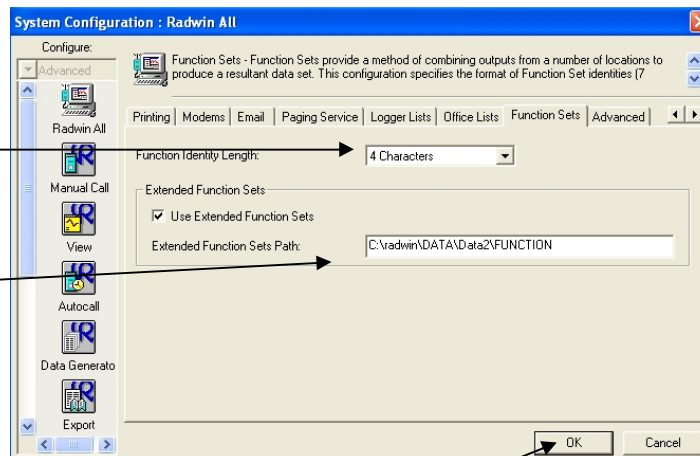 System Configuration : Radwin All
Configure:
Advanced
Radwin All
Manual Call
View
Autocall
Data Generato
Export
Function Sets - Function Sets provide a method of combining outputs from a number of locations to
produce a resultant data set. This configuration specifies the format of Function Set identities (7
Printing
Modems
Email
Paging Service
Logger Lists
Office Lists
Function Sets
Advanced
Function Identity Length:
4 Characters
Extended Function Sets
Use Extended Function Sets
Extended Function Sets Path:
C:\radwin\DATA\Data2\FUNCTION
OK
Cancel